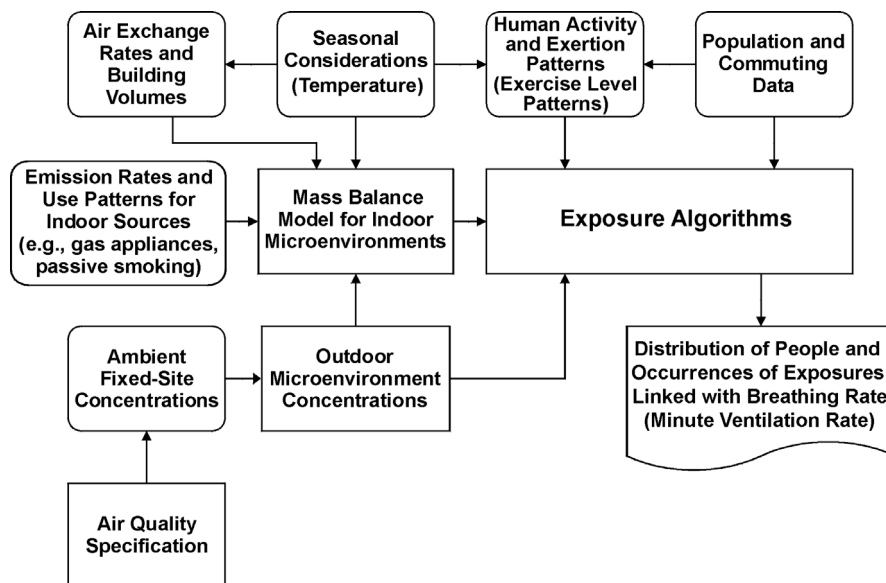 Air Exchange
Rates and
Building
Volumes
Seasonal
Considerations
(Temperature)
Human Activity
and Exertion
Patterns
(Exercise Level
Patterns)
Population and
Commuting
Data
Emission Rates and
Use Patterns for
Indoor Sources
(e.g., gas appliances,
passive smoking)
Mass Balance
Model for Indoor
Microenvironments
Exposure Algorithms
Ambient
Fixed-Site
Concentrations
Outdoor
Microenvironment
Concentrations
Distribution of People and
Occurrences of Exposures
Linked with Breathing Rate
(Minute Ventilation Rate)
Air Quality
Specification